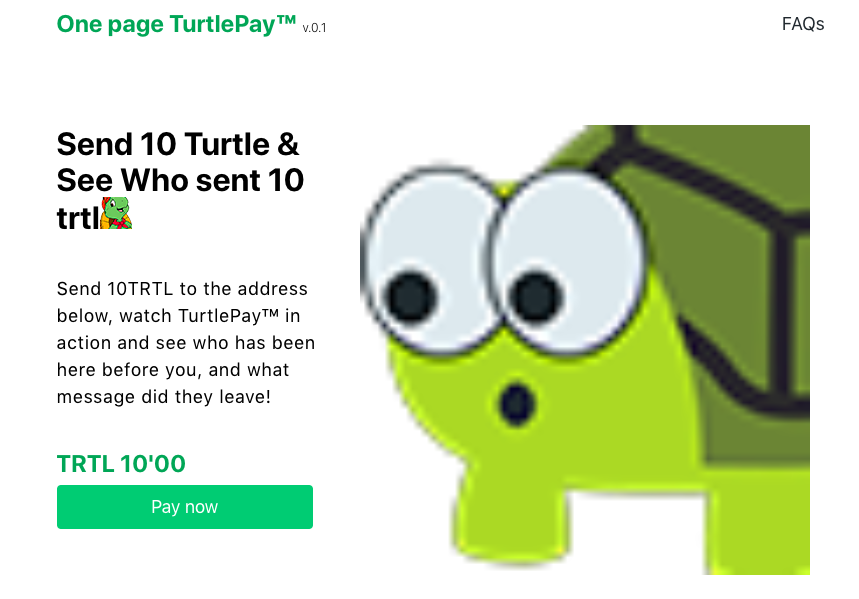 One page TurtlePay™ v.0.1
FAQs
Send 10 Turtle &
See Who sent 10
trtl
Send 10TRTL to the address
below, watch TurtlePay™ in
action and see who has been
here before you, and what
message did they leave!
TRTL 10'00
Pay now